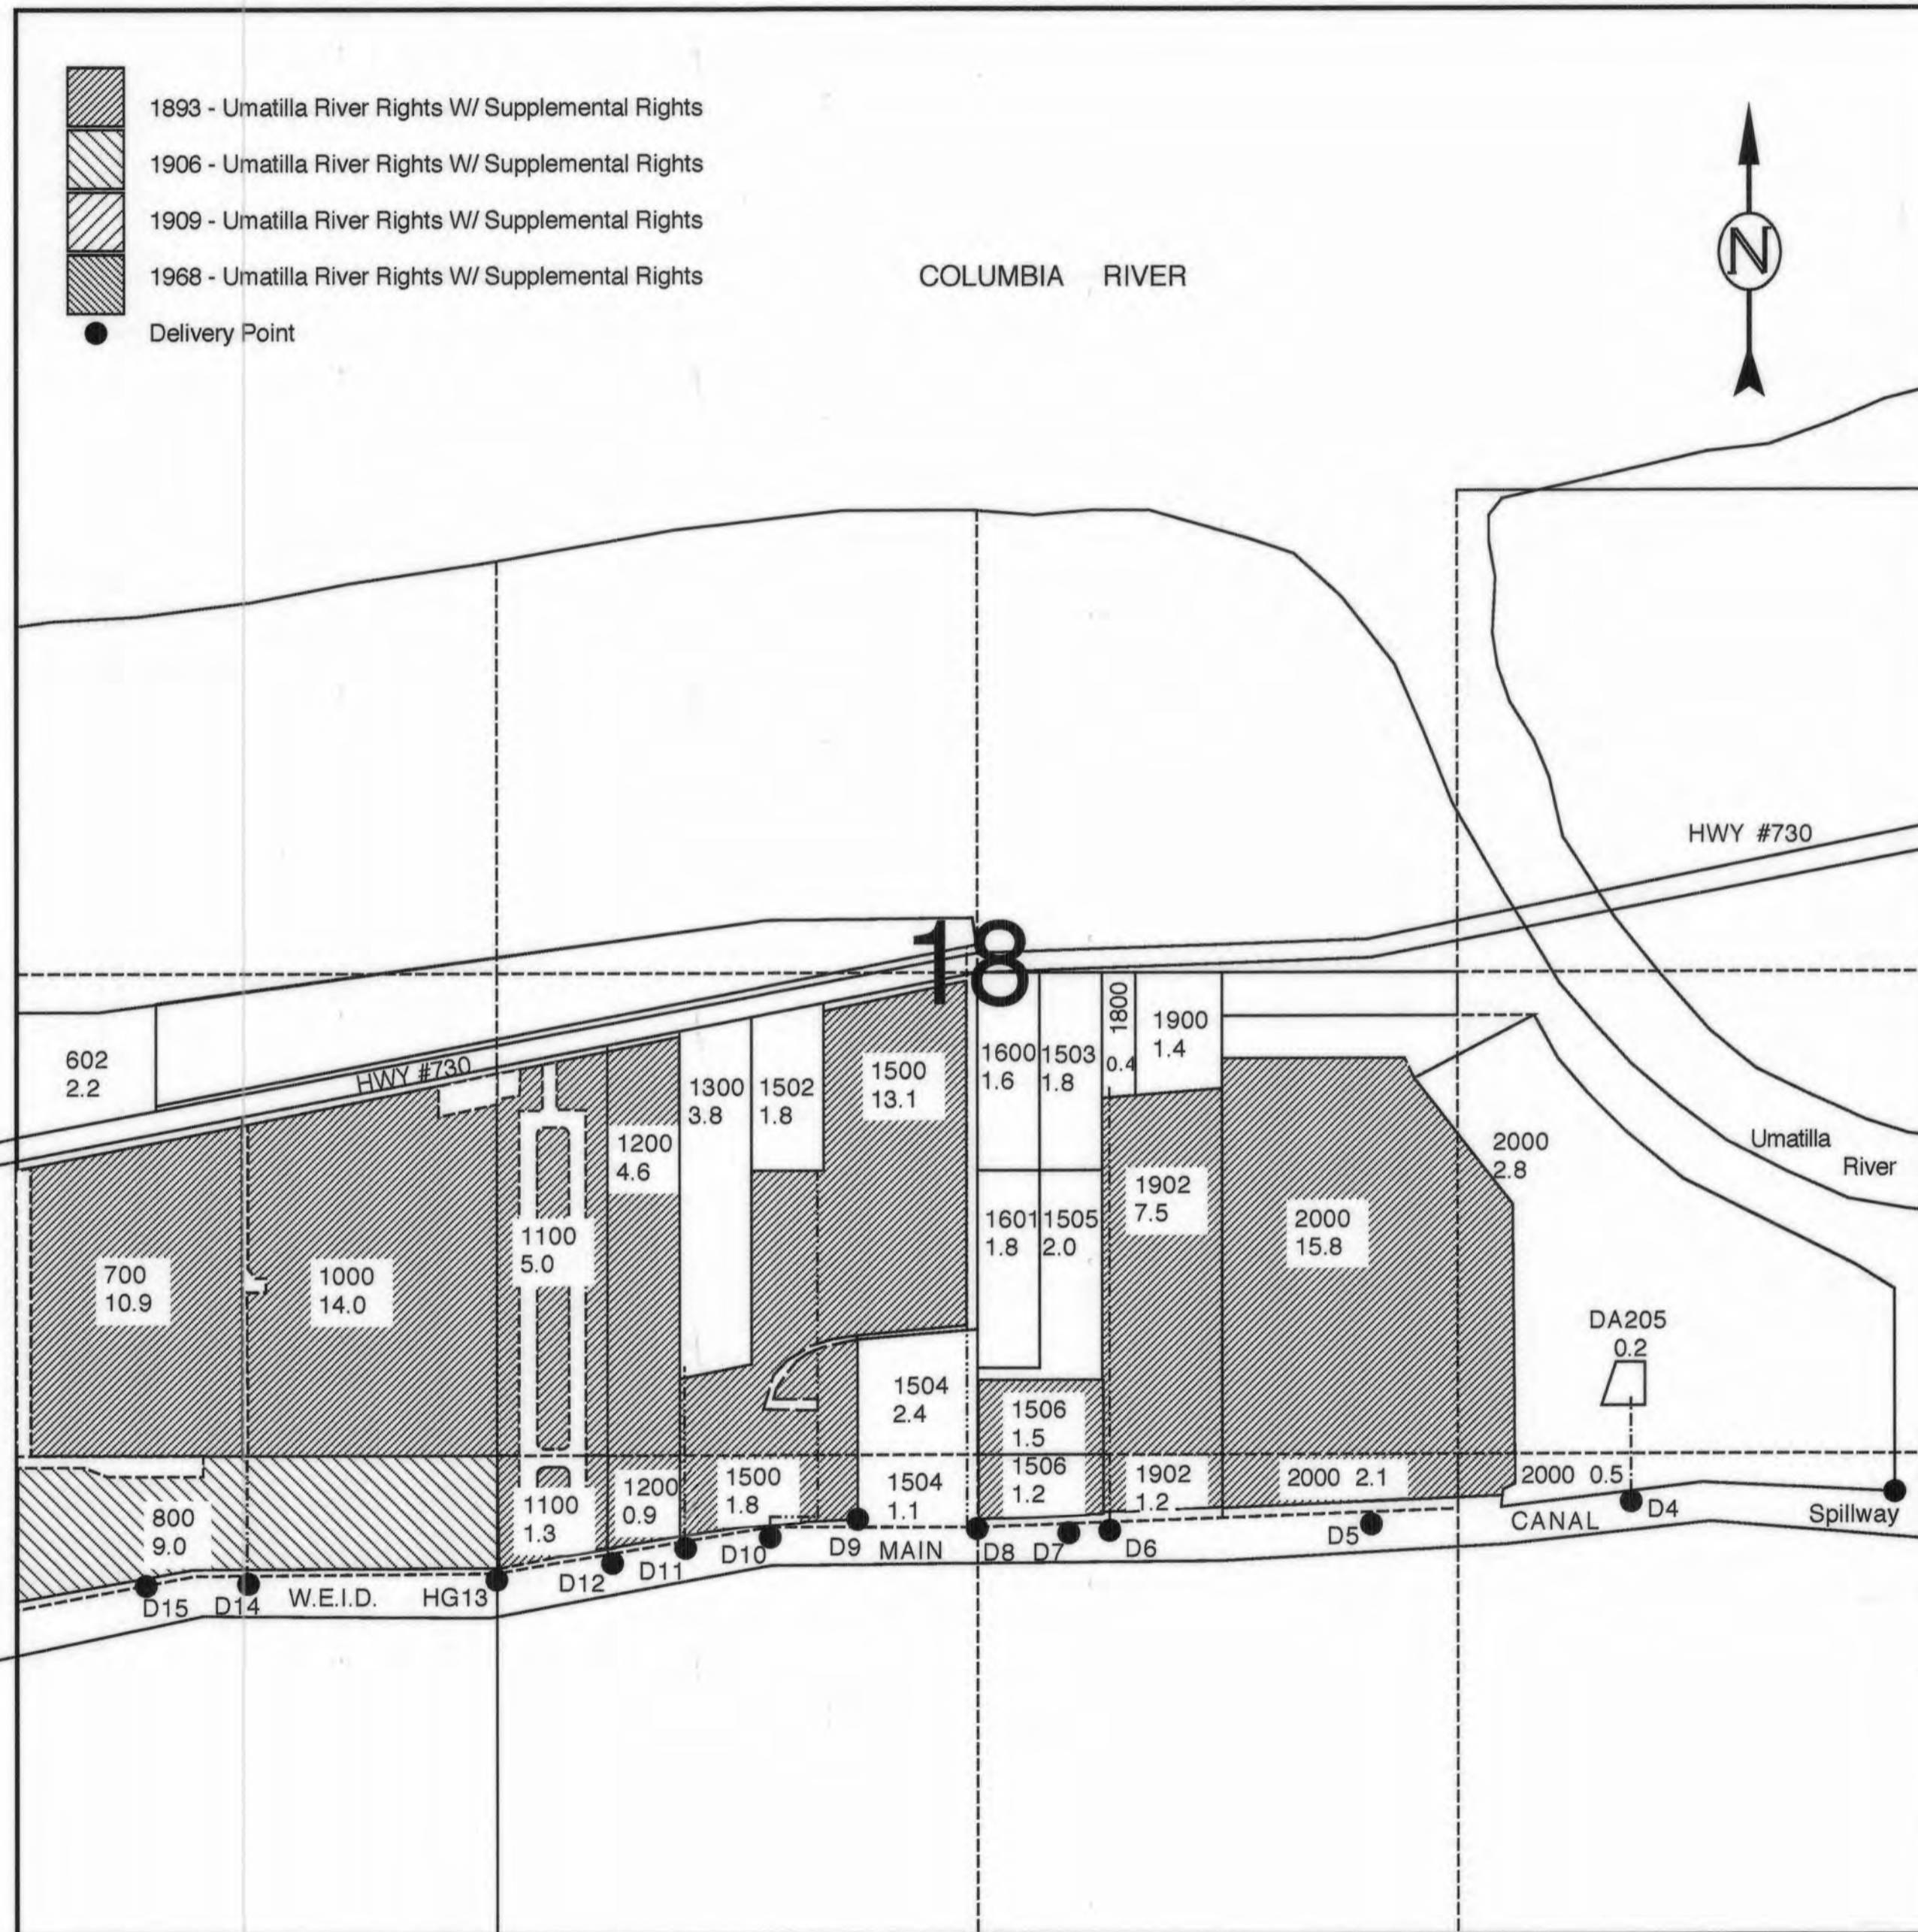 1893 - Umatilla River Rights W/ Supplemental Rights
1906 - Umatilla River Rights W/ Supplemental Rights
1909 - Umatilla River Rights W/ Supplemental Rights
1968 - Umatilla River Rights W/ Supplemental Rights
Delivery Point
COLUMBIA RIVER
N
HWY #730
18
602
2.2
HWY #730
700
10.9
1000
14.0
1100
5.0
1200
4.6
1300
3.8
1502
1.8
1500
13.1
1600
1.6
1503
1.8
1800
0.4
1900
1.4
1601
1.8
1505
2.0
1902
7.5
2000
15.8
2000
2.8
Umatilla
River
DA205
0.2
1504
2.4
1506
1.5
800
9.0
1100
1.3
1200
0.9
1500
1.8
1504
1.1
1506
1.2
1902
1.2
2000 2.1
2000 0.5
D15
D14
W.E.I.D.
HG13
D12
D11
D10
D9
MAIN
D8
D7
D6
D5
CANAL
D4
Spillway